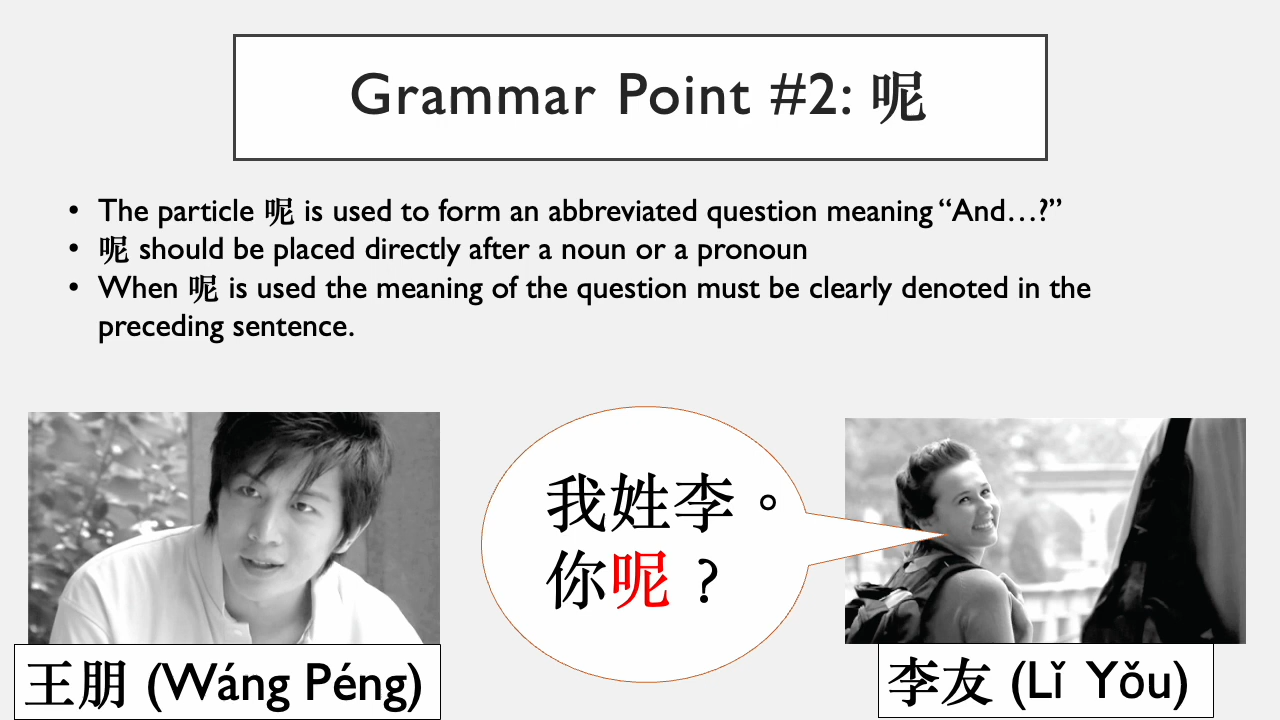 Grammar Point #2: 呢
• The particle 呢 is used to form an abbreviated question meaning “And…?”
• 呢 should be placed directly after a noun or a pronoun
• When 呢 is used the meaning of the question must be clearly denoted in the
preceding sentence.
我姓李。
你呢？
王朋 (Wáng Péng)
李友 (Lǐ Yǒu)